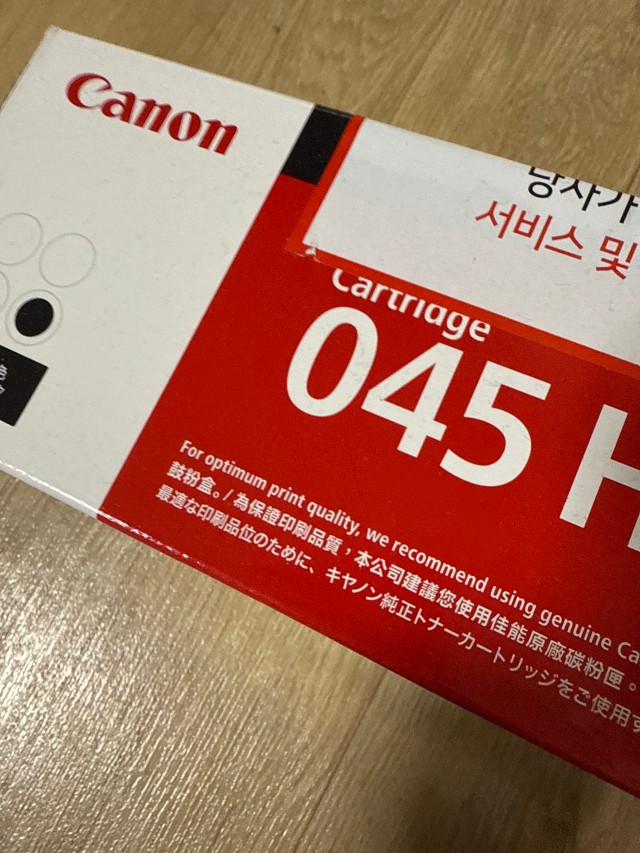 Canon
당사가
서비스 및
Cartridge
045 H
For optimum print quality, we recommend using genuine Ca
鼓粉盒。/ 為保證印刷品質，本公司建議您使用佳能原廠碳粉匣。
最適な印刷品位のために、キヤノン純正トナーカートリッジをご使用